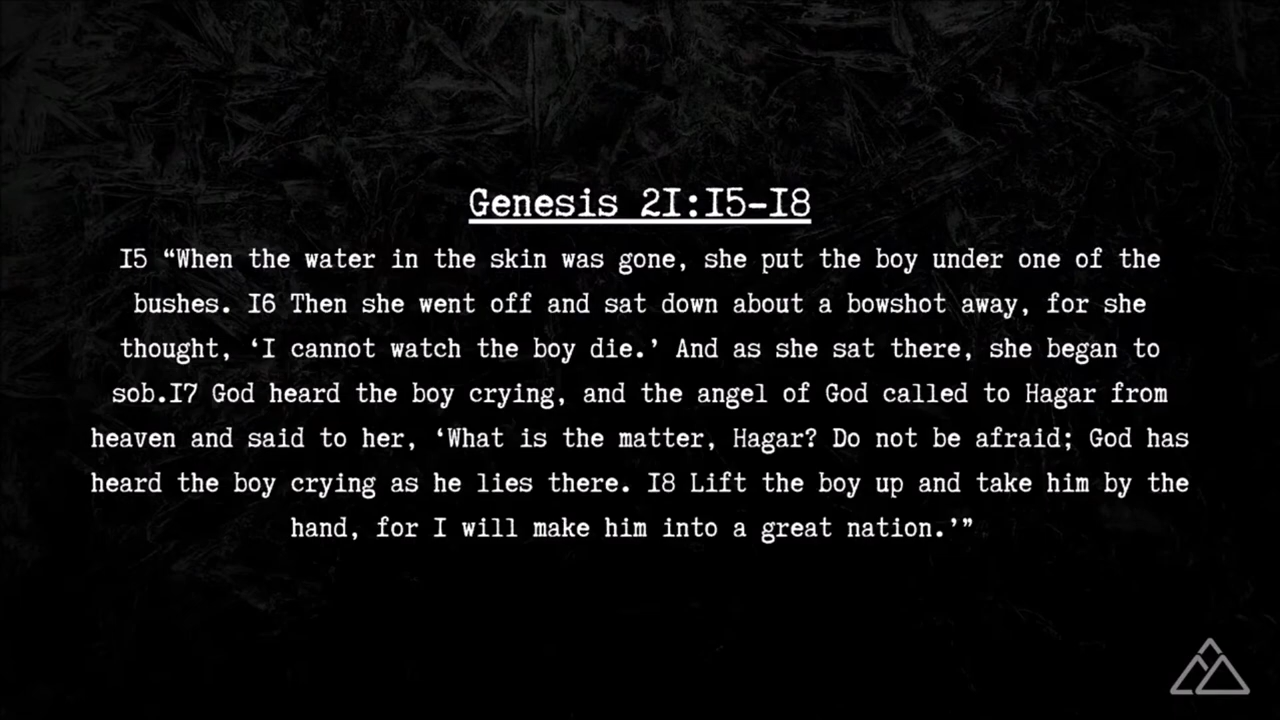 Genesis 21:15-18
15 “When the water in the skin was gone, she put the boy under one of the
bushes. 16 Then she went off and sat down about a bowshot away, for she
thought, ‘I cannot watch the boy die.’ And as she sat there, she began to
sob.17 God heard the boy crying, and the angel of God called to Hagar from
heaven and said to her, ‘What is the matter, Hagar? Do not be afraid; God has
heard the boy crying as he lies there. 18 Lift the boy up and take him by the
hand, for I will make him into a great nation.’”